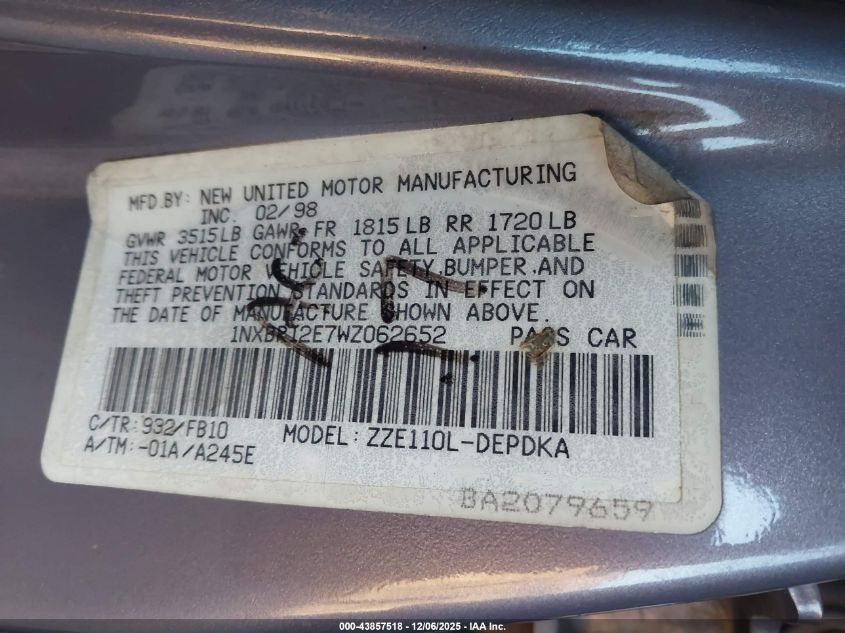 MFD.BY: NEW UNITED MOTOR MANUFACTURING
INC. 02/98
GVWR 3515LB GAWR FR 1815LB RR 1720LB
THIS VEHICLE CONFORMS TO ALL APPLICABLE
FEDERAL MOTOR VEHICLE SAFETY,BUMPER,AND
THEFT PREVENTION STANDARDS IN EFFECT ON
THE DATE OF MANUFACTURE SHOWN ABOVE.
1NXBR12E7WZ062652 PASS CAR
C/TR: 932/FB10 MODEL: ZZE110L-DEPDKA
A/TM: -01A/A245E
BA2079659
000-43857518 | 12/06/2025 - IAA Inc.